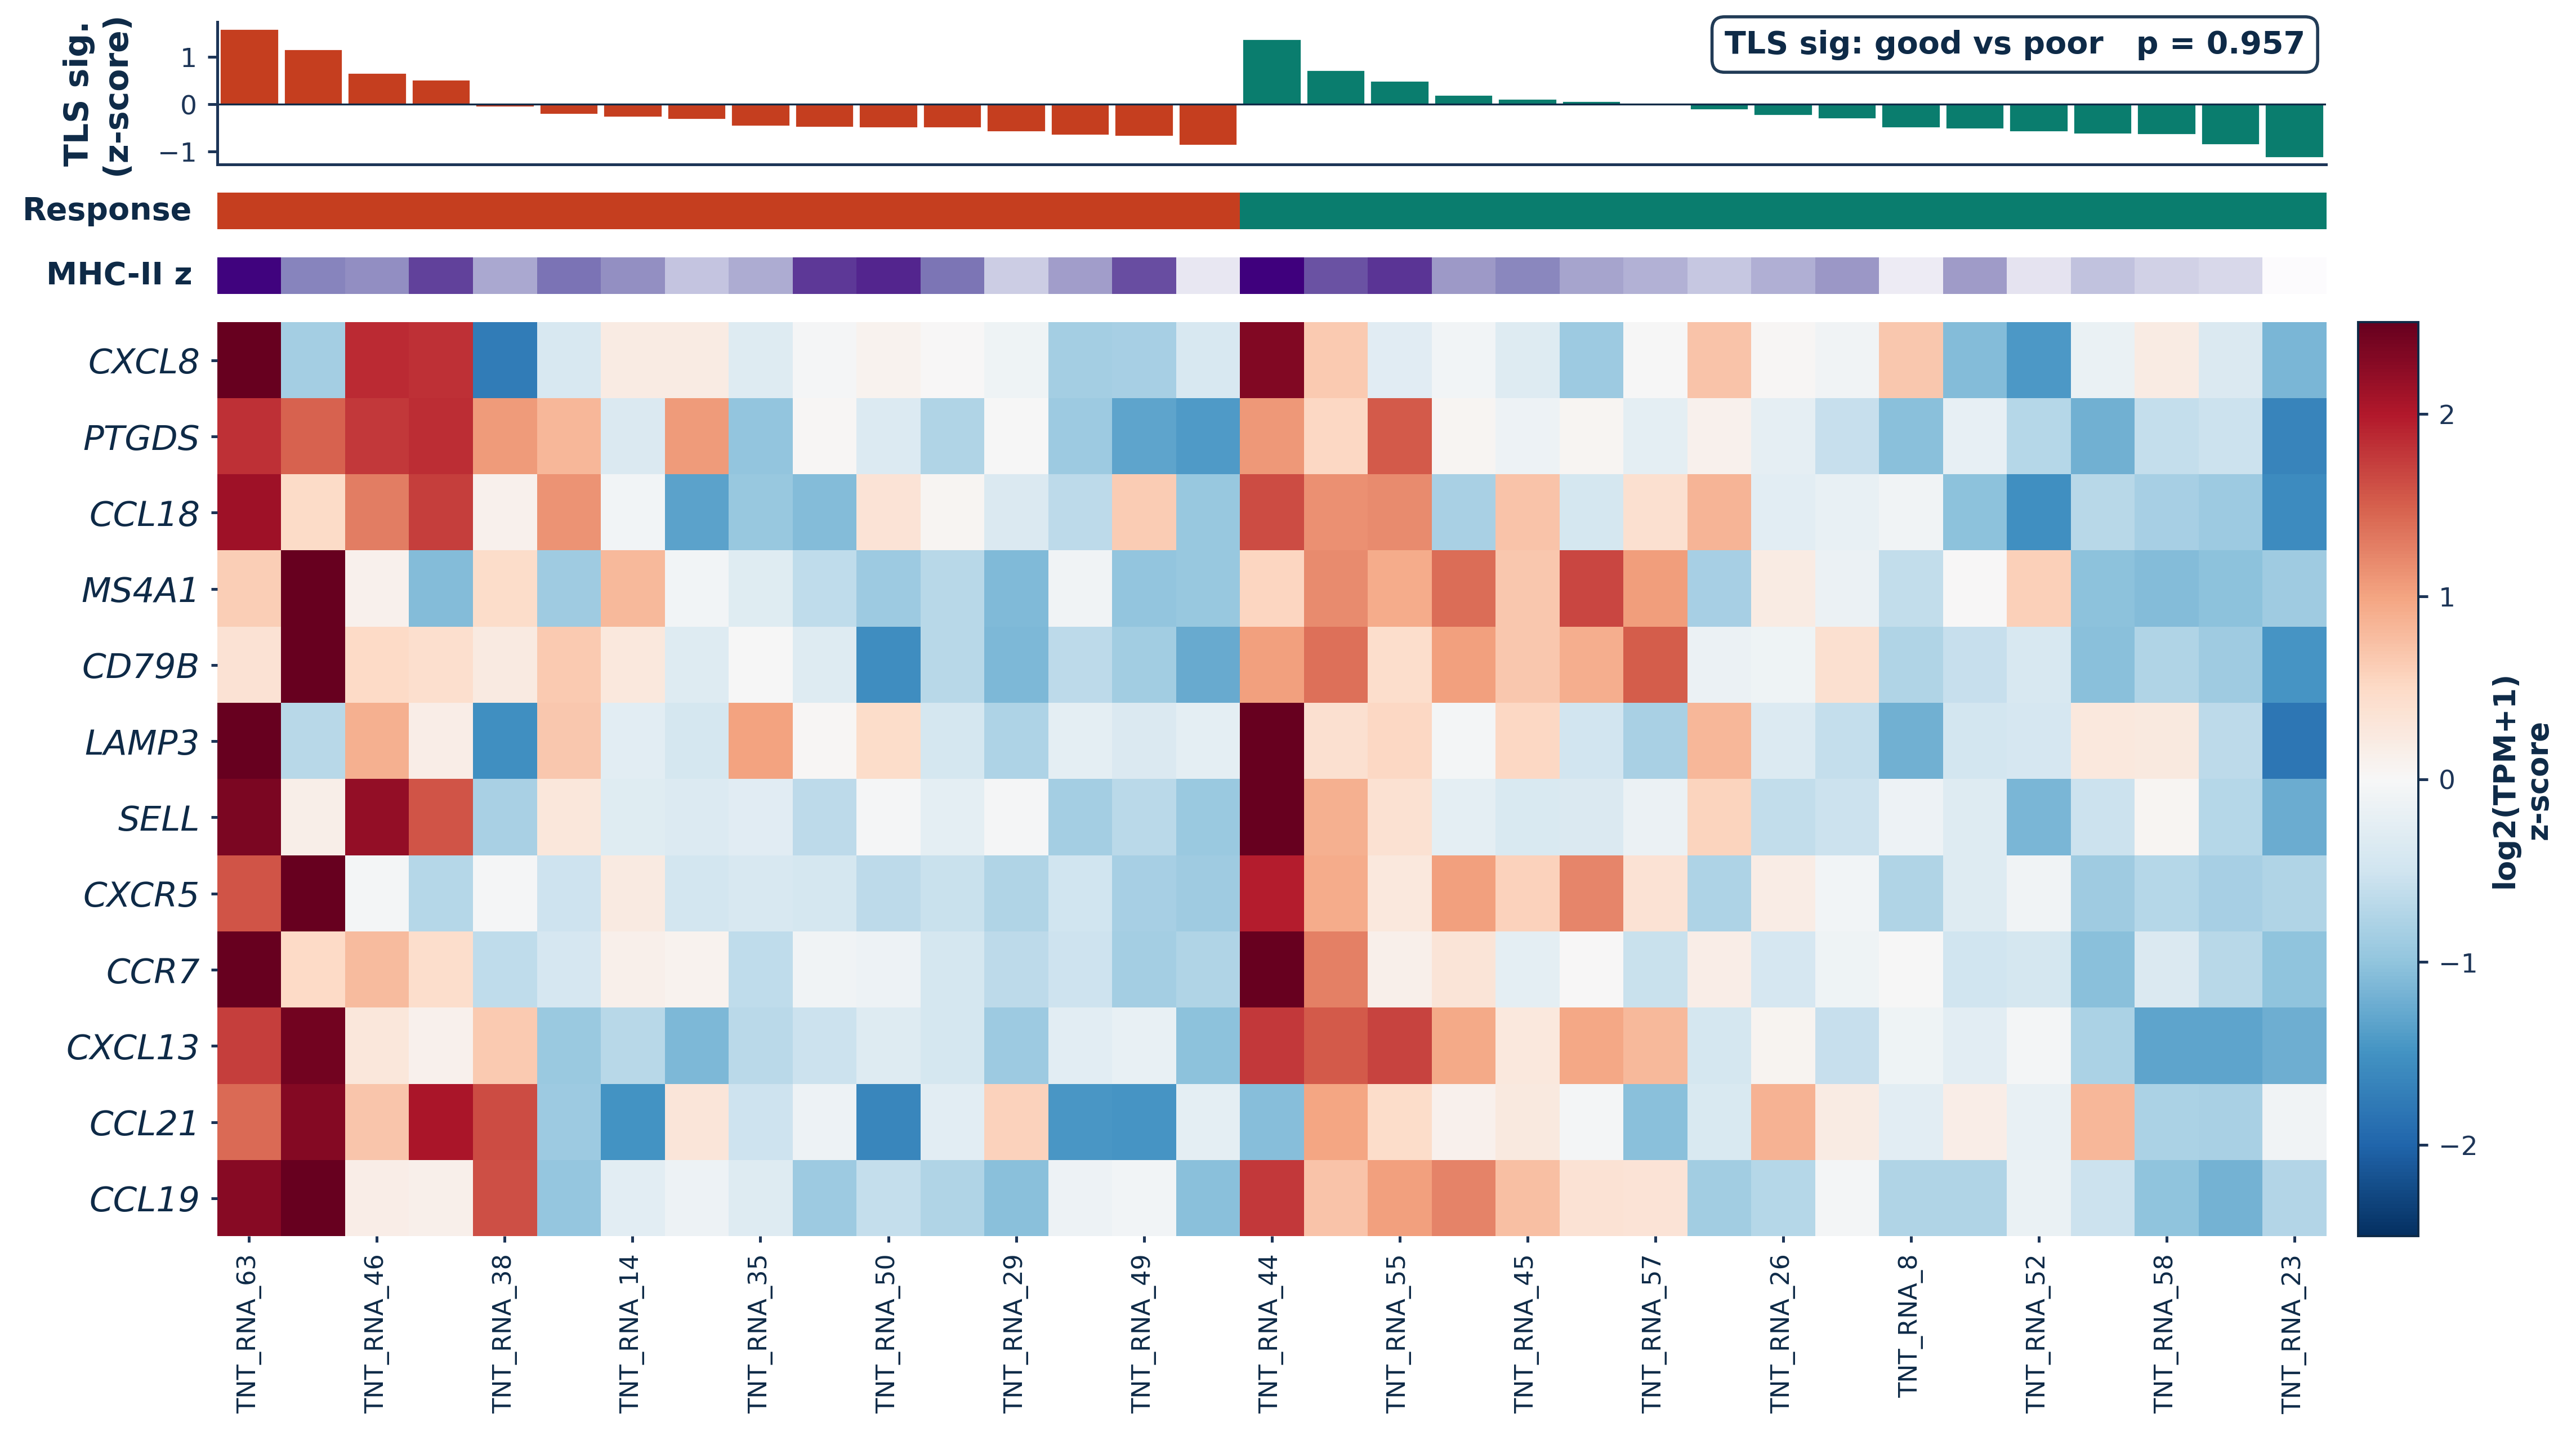 TLS sig.
(z-score)
1
0
−1
TLS sig: good vs poor   p = 0.957
Response
MHC-II z
CXCL8
PTGDS
CCL18
MS4A1
CD79B
LAMP3
SELL
CXCR5
CCR7
CXCL13
CCL21
CCL19
TNT_RNA_63
TNT_RNA_46
TNT_RNA_38
TNT_RNA_14
TNT_RNA_35
TNT_RNA_50
TNT_RNA_29
TNT_RNA_49
TNT_RNA_44
TNT_RNA_55
TNT_RNA_45
TNT_RNA_57
TNT_RNA_26
TNT_RNA_8
TNT_RNA_52
TNT_RNA_58
TNT_RNA_23
2
1
0
−1
−2
log2(TPM+1)
z-score